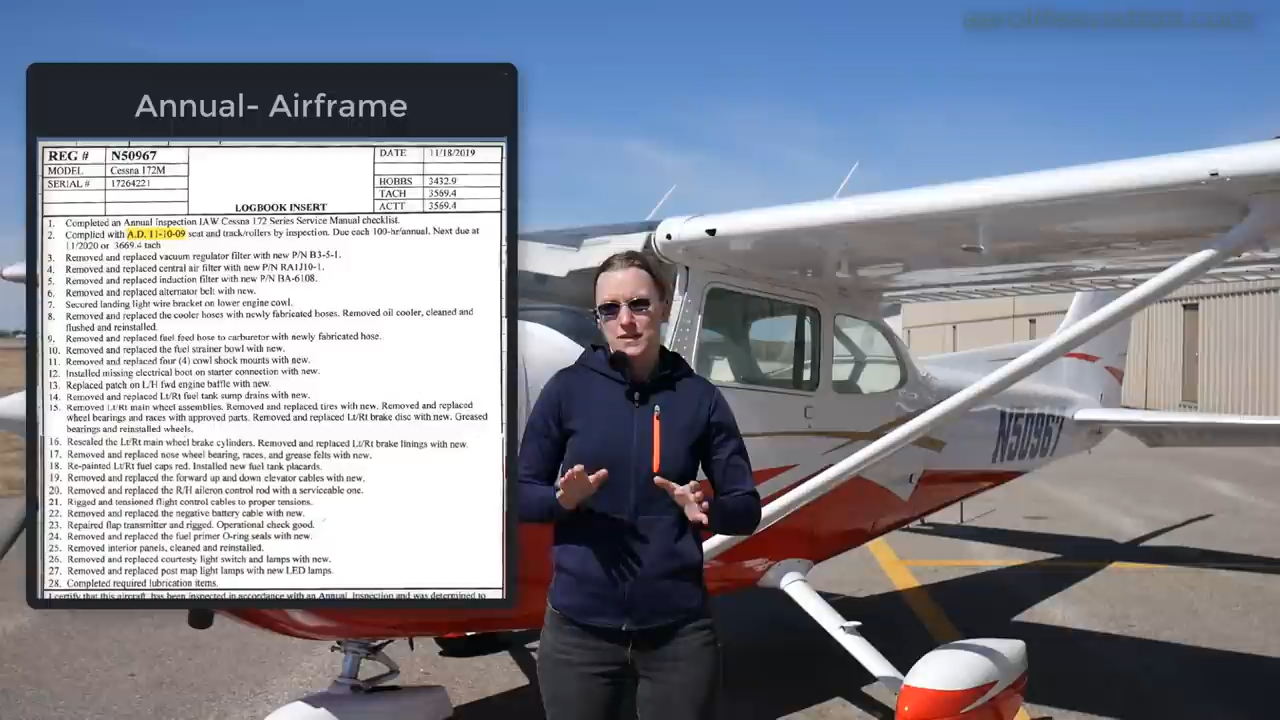 Annual- Airframe
REG # N50967 DATE 11/18/2019
MODEL Cessna 172M
SERIAL # 17264221 HOBBS 3432.9
TACH 3569.4
LOGBOOK INSERT ACTT 3569.4
1. Completed an Annual Inspection IAW Cessna 172 Series Service Manual checklist.
2. Complied with A.D. 11-10-09 seat and track/rollers by inspection. Due each 100-hr/annual. Next due at
11/2020 or 3669.4 tach
3. Removed and replaced vacuum regulator filter with new P/N B3-5-1.
4. Removed and replaced central air filter with new P/N RA1J10-1.
5. Removed and replaced induction filter with new P/N BA-6108.
6. Removed and replaced alternator belt with new.
7. Secured landing light wire bracket on lower engine cowl.
8. Removed and replaced the cooler hoses with newly fabricated hoses. Removed oil cooler, cleaned and
flushed and reinstalled.
9. Removed and replaced fuel feed hose to carburetor with newly fabricated hose.
10. Removed and replaced the fuel strainer bowl with new.
11. Removed and replaced four (4) cowl shock mounts with new.
12. Installed missing electrical boot on starter connection with new.
13. Replaced patch on L/H fwd engine baffle with new.
14. Removed and replaced Lt/Rt fuel tank sump drains with new.
15. Removed Lt/Rt main wheel assemblies. Removed and replaced tires with new. Removed and replaced
wheel bearings and races with approved parts. Removed and replaced Lt/Rt brake disc with new. Greased
bearings and reinstalled wheels.
16. Resealed the Lt/Rt main wheel brake cylinders. Removed and replaced Lt/Rt brake linings with new.
17. Removed and replaced nose wheel bearing, races, and grease felts with new.
18. Re-painted Lt/Rt fuel caps red. Installed new fuel tank placards.
19. Removed and replaced the forward up and down elevator cables with new.
20. Removed and replaced the R/H aileron control rod with a serviceable one.
21. Rigged and tensioned flight control cables to proper tensions.
22. Removed and replaced the negative battery cable with new.
23. Repaired flap transmitter and rigged. Operational check good.
24. Removed and replaced the fuel primer O-ring seals with new.
25. Removed interior panels, cleaned and reinstalled.
26. Removed and replaced courtesy light switch and lamps with new.
27. Removed and replaced post map light lamps with new LED lamps.
28. Completed required lubrication items.
I certify that this aircraft, has been inspected in accordance with an Annual Inspection and was determined to
N50967